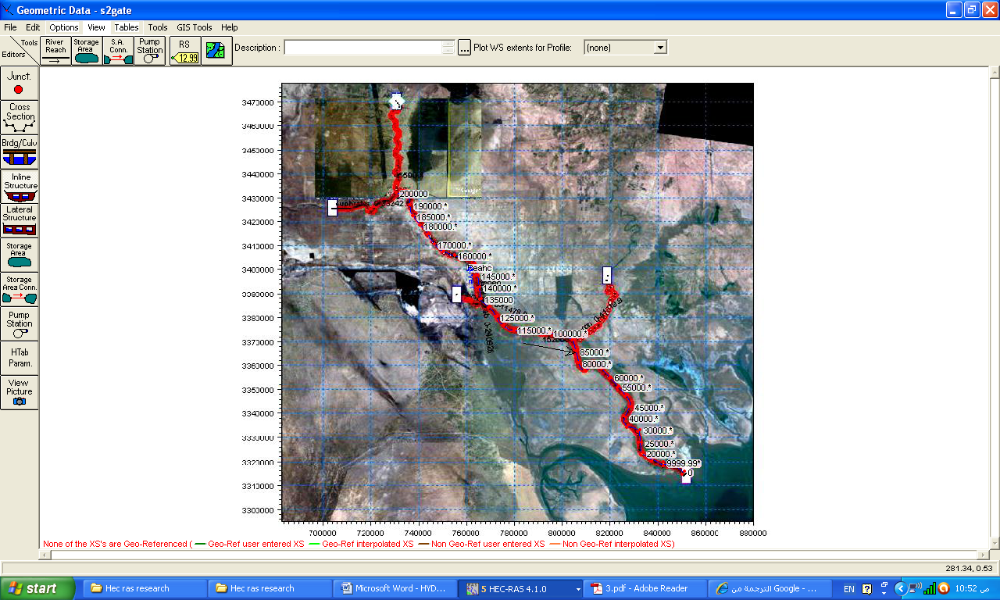 Geometric Data - s2gate
File Edit Options View Tables Tools GIS Tools Help
Tools
Editors
River Reach
Storage Area
S.A. Conn.
Pump Station
RS
12.99
Description :
...
Plot WS extents for Profile:
(none)
Junct.
Cross Section
Brdg/Culv
Inline Structure
Lateral Structure
Storage Area
Storage Area Conn.
Pump Station
HTab Param.
View Picture
3470000
3460000
3450000
3440000
3430000
3420000
3410000
3400000
3390000
3380000
3370000
3360000
3350000
3340000
3330000
3320000
3310000
3300000
Google
200000
190000.*
185000.*
180000.*
170000.*
160000.*
Reahc
145000.*
140000.*
135000
125000.*
115000.*
100000.*
85000.*
80000.*
60000.*
55000.*
45000.*
40000.*
30000.*
25000.*
20000.*
9999.99*
0
700000 720000 740000 760000 780000 800000 820000 840000 860000 880000
None of the XS's are Geo-Referenced ( Geo-Ref user entered XS Geo-Ref interpolated XS Non Geo-Ref user entered XS Non Geo-Ref interpolated XS)
281.34, 0.53
start
Hec ras research
Hec ras research
Microsoft Word - HYD...
5 HEC-RAS 4.1.0
3.pdf - Adobe Reader
الترجمة من Google - ...
EN
10:52 ص